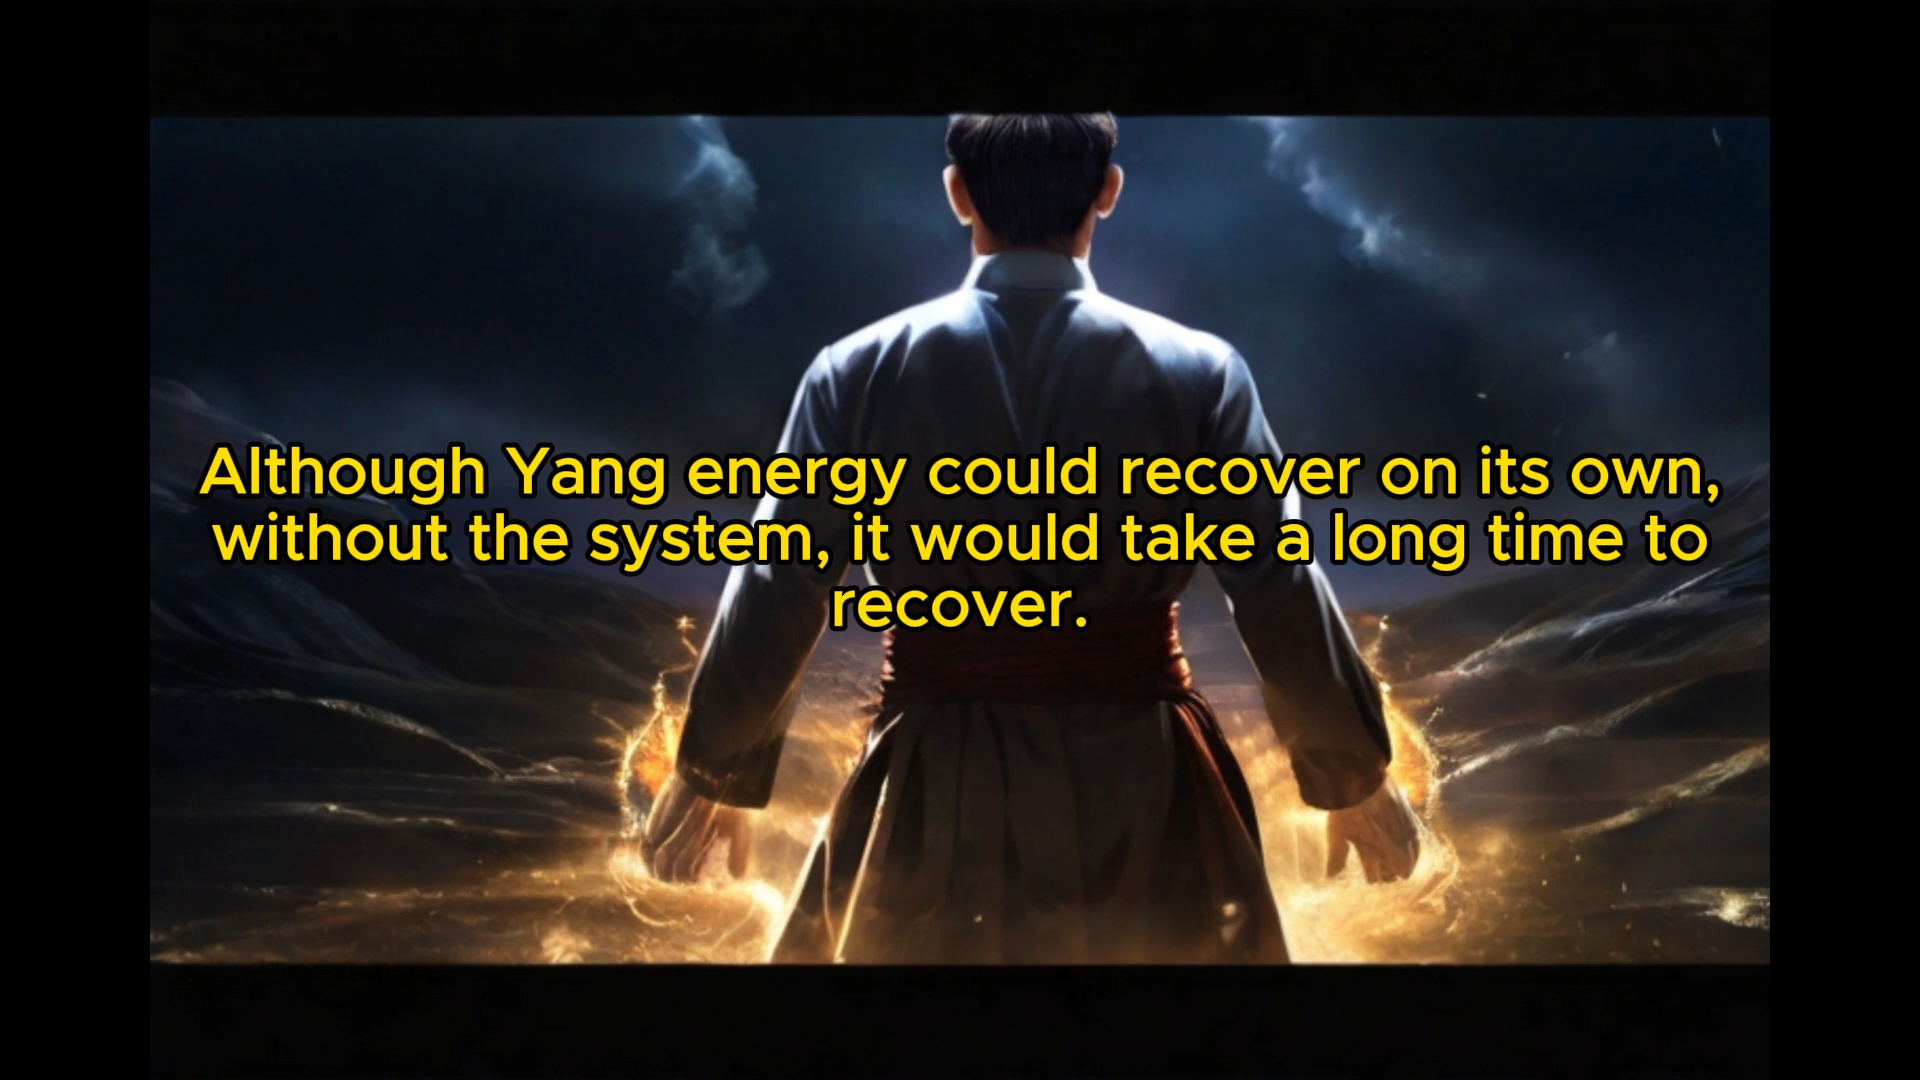 Although Yang energy could recover on its own,
without the system, it would take a long time to
recover.